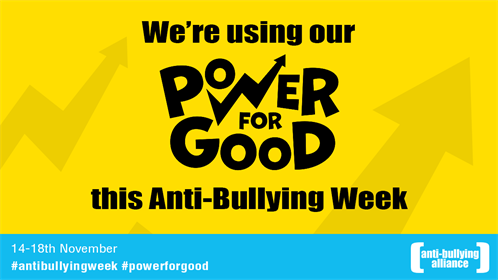 We're using our
POWER
FOR
GOOD
this Anti-Bullying Week
14-18th November
#antibullyingweek #powerforgood
anti-bullying
alliance